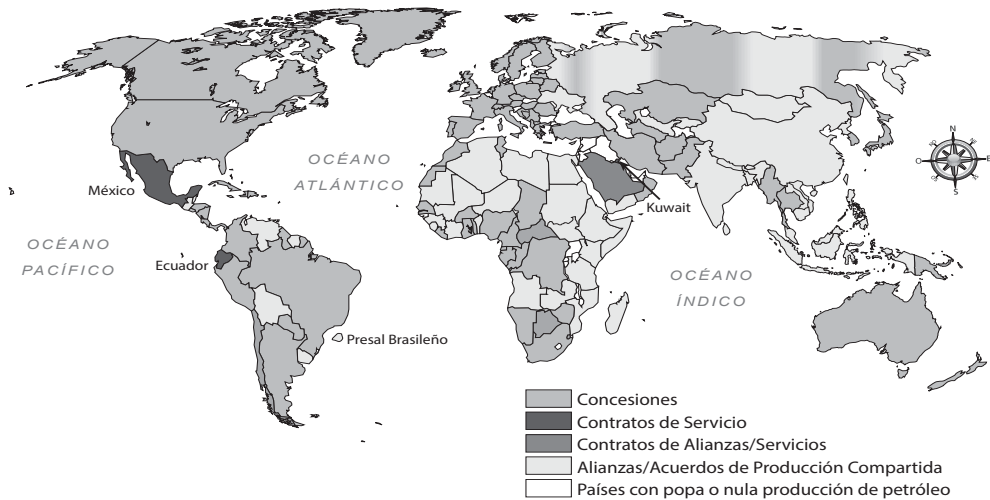 OCÉANO
ATLÁNTICO
México
Kuwait
OCÉANO
PACÍFICO
Ecuador
OCÉANO
ÍNDICO
Presal Brasileño
N
O
E
S
Concesiones
Contratos de Servicio
Contratos de Alianzas/Servicios
Alianzas/Acuerdos de Producción Compartida
Países con popa o nula producción de petróleo